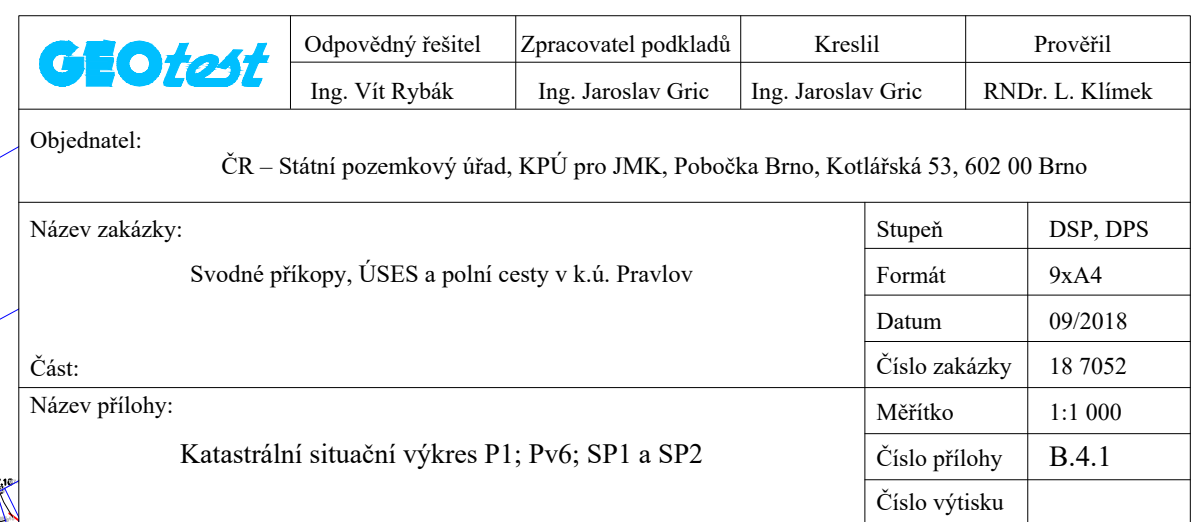 GEOtest
Odpovědný řešitel Zpracovatel podkladů Kreslil Prověřil
Ing. Vít Rybák Ing. Jaroslav Gric Ing. Jaroslav Gric RNDr. L. Klímek
Objednatel:
ČR – Státní pozemkový úřad, KPÚ pro JMK, Pobočka Brno, Kotlářská 53, 602 00 Brno
Název zakázky:
Svodné příkopy, ÚSES a polní cesty v k.ú. Pravlov
Část:
Stupeň DSP, DPS
Formát 9xA4
Datum 09/2018
Číslo zakázky 18 7052
Název přílohy:
Katastrální situační výkres P1; Pv6; SP1 a SP2
Měřítko 1:1 000
Číslo přílohy B.4.1
Číslo výtisku